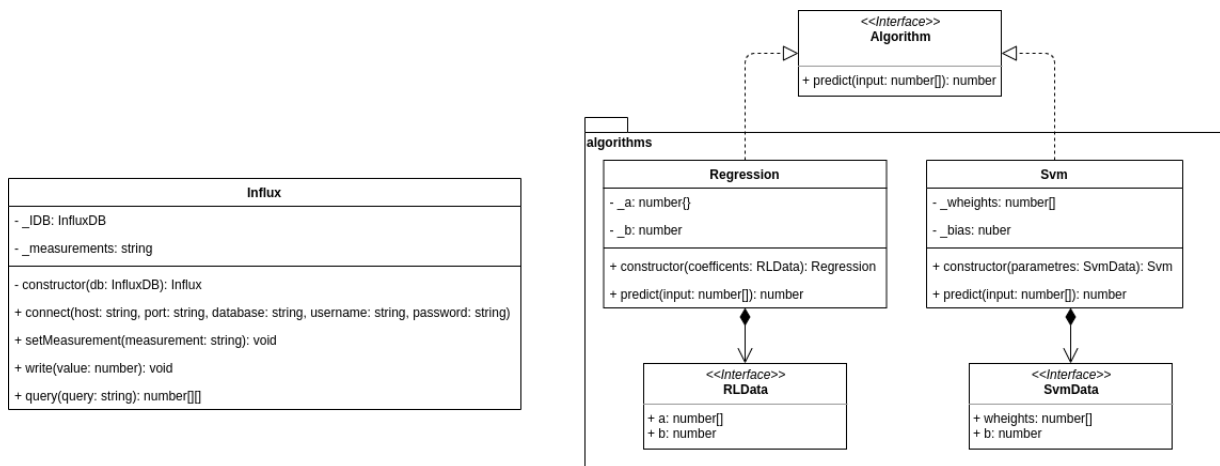 <<Interface>>
Algorithm
+ predict(input: number[]): number
algorithms
Influx
- _IDB: InfluxDB
- _measurements: string
- constructor(db: InfluxDB): Influx
+ connect(host: string, port: string, database: string, username: string, password: string)
+ setMeasurement(measurement: string): void
+ write(value: number): void
+ query(query: string): number[][]
Regression
- _a: number{}
- _b: number
+ constructor(coefficents: RLData): Regression
+ predict(input: number[]): number
Svm
- _wheights: number[]
- _bias: nuber
+ constructor(parametres: SvmData): Svm
+ predict(input: number[]): number
<<Interface>>
RLData
+ a: number[]
+ b: number
<<Interface>>
SvmData
+ wheights: number[]
+ b: number